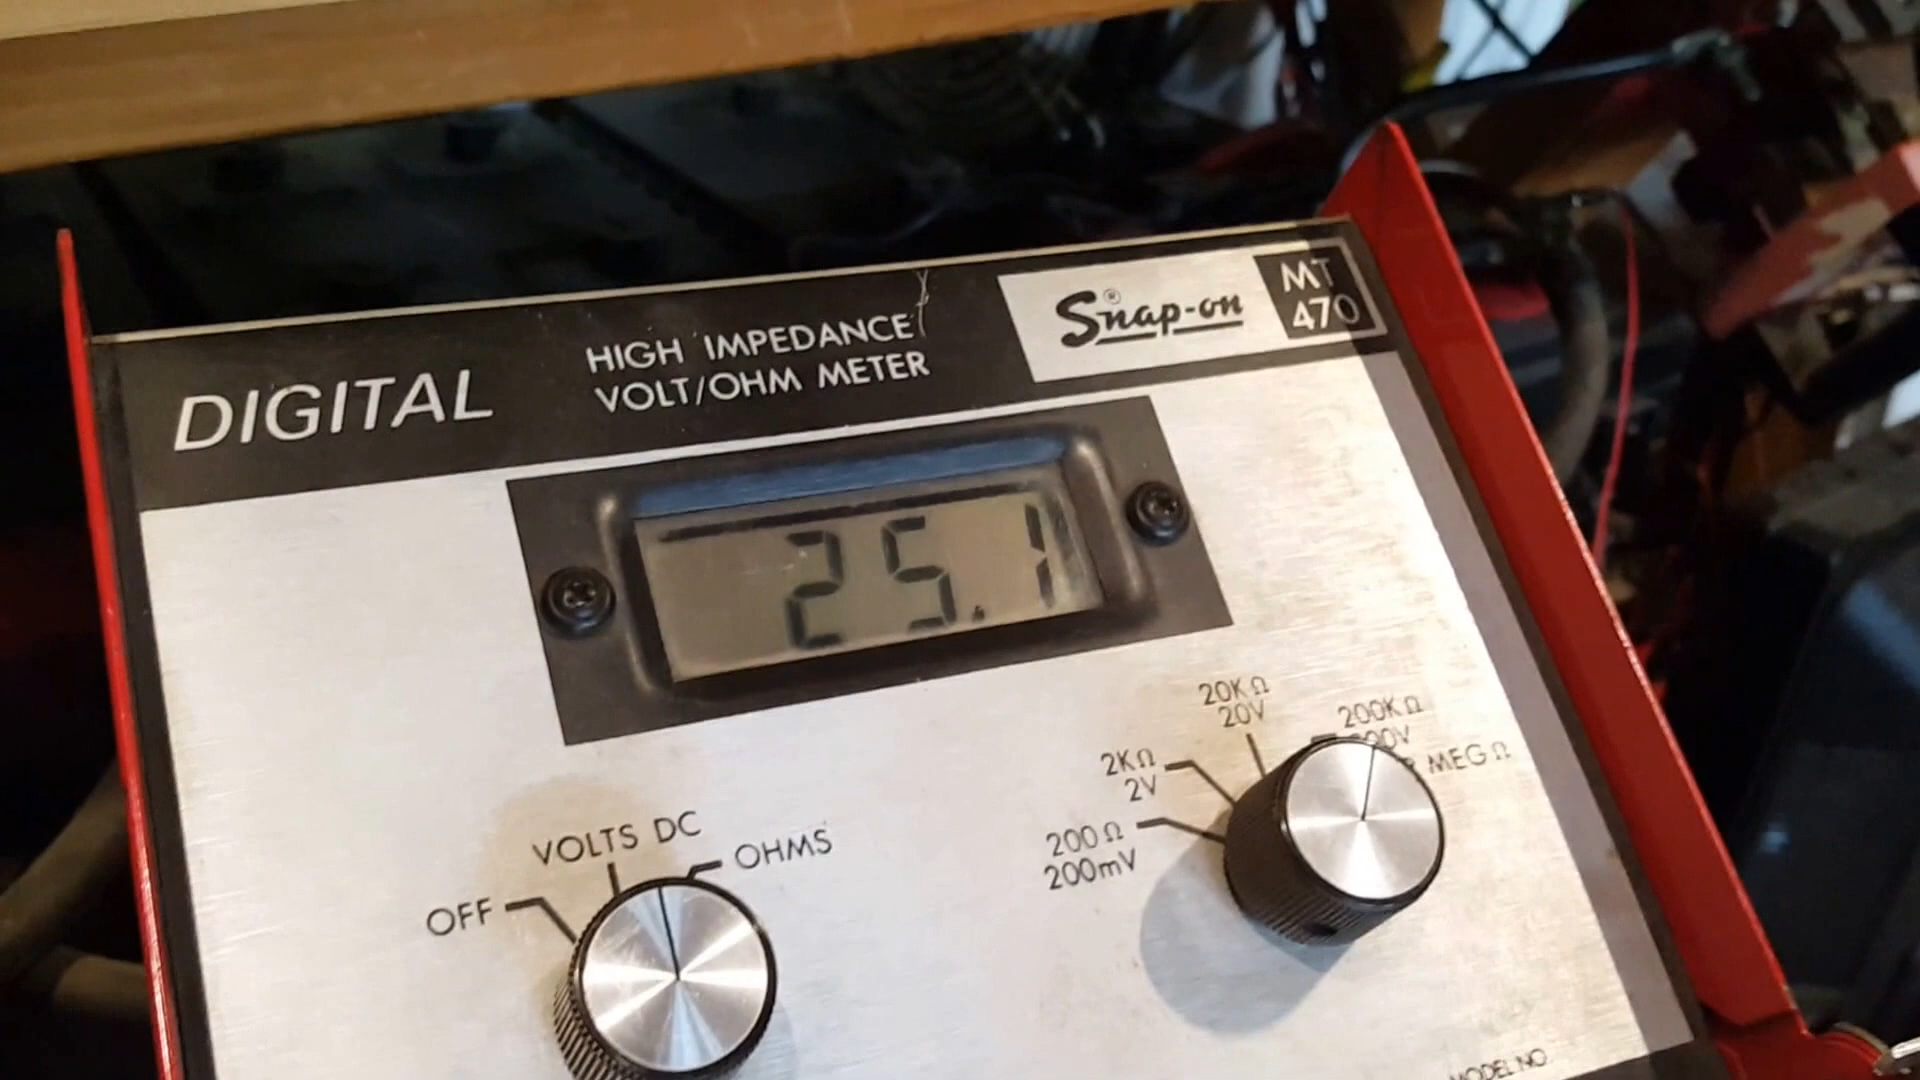 DIGITAL
HIGH IMPEDANCE
VOLT/OHM METER
Snap-on®
MT
470
25.1
20KΩ
20V
200KΩ
2KΩ
2V
MEG Ω
200Ω
200mV
VOLTS DC
OHMS
OFF
MODEL NO